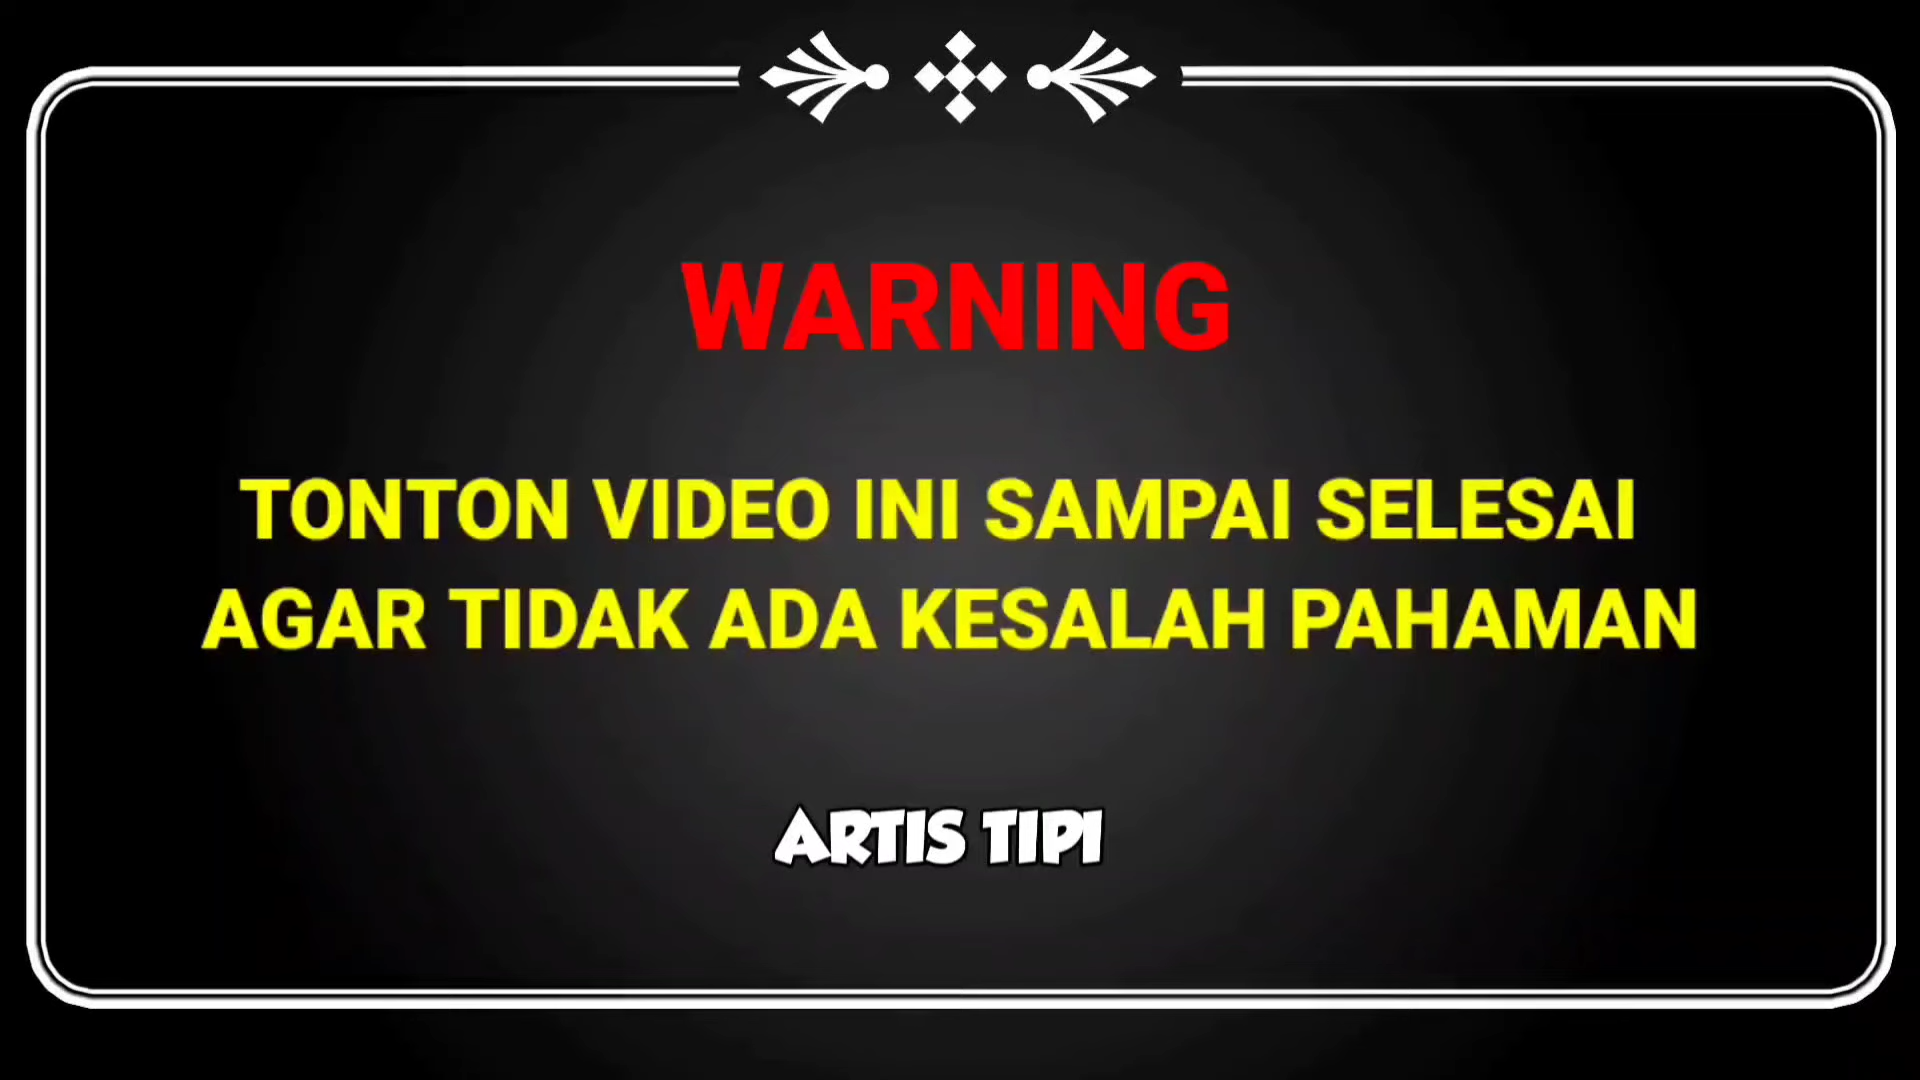 WARNING
TONTON VIDEO INI SAMPAI SELESAI
AGAR TIDAK ADA KESALAH PAHAMAN
ARTIS TIPI